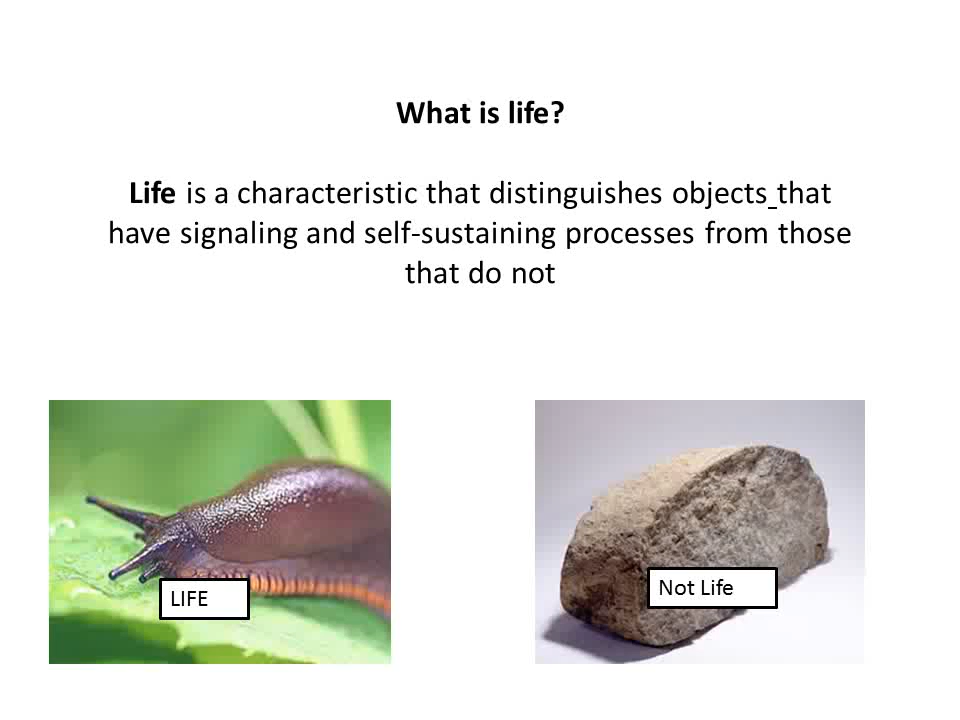 What is life?
Life is a characteristic that distinguishes objects that
have signaling and self-sustaining processes from those
that do not
LIFE
Not Life